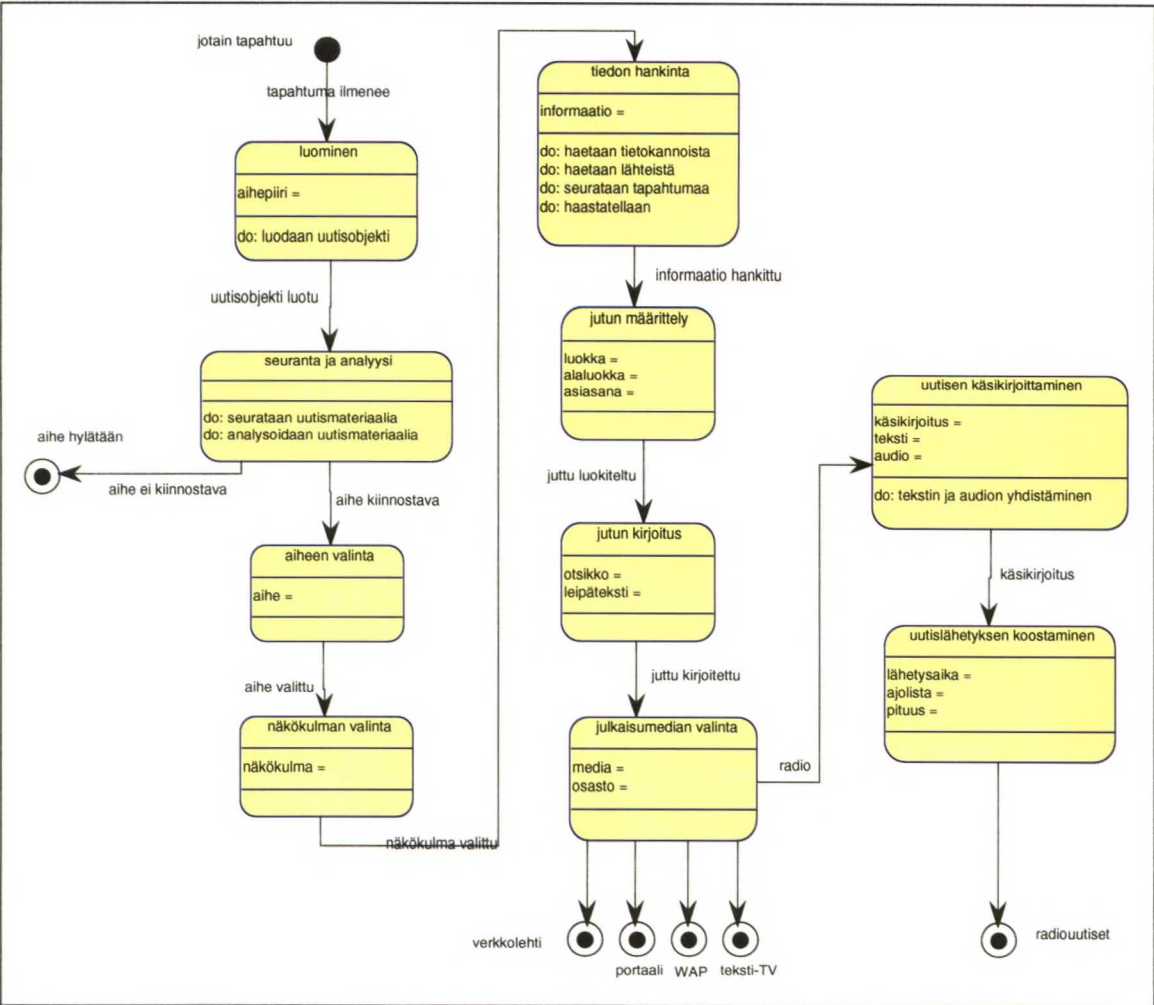 jotain tapahtuu
tapahtuma ilmenee
luominen
aihepiiri =
do: luodaan uutisobjekti
uutisobjekti luotu
seuranta ja analyysi
do: seurataan uutismateriaalia
do: analysoidaan uutismateriaalia
aihe hylätään
aihe ei kiinnostava
aihe kiinnostava
aiheen valinta
aihe =
aihe valittu
näkökulman valinta
näkökulma =
näkökulma valittu
tiedon hankinta
informaatio =
do: haetaan tietokannoista
do: haetaan lähteistä
do: seurataan tapahtumaa
do: haastatellaan
informaatio hankittu
jutun määrittely
luokka =
alaluokka =
asiasana =
juttu luokiteltu
jutun kirjoitus
otsikko =
leipäteksti =
juttu kirjoitettu
julkaisumedian valinta
media =
osasto =
verkkolehti
portaali
WAP
teksti-TV
radio
uutisen käsikirjoittaminen
käsikirjoitus =
teksti =
audio =
do: tekstin ja audion yhdistäminen
käsikirjoitus
uutislähetyksen koostaminen
lähetysaika =
ajolista =
pituus =
radiouutiset